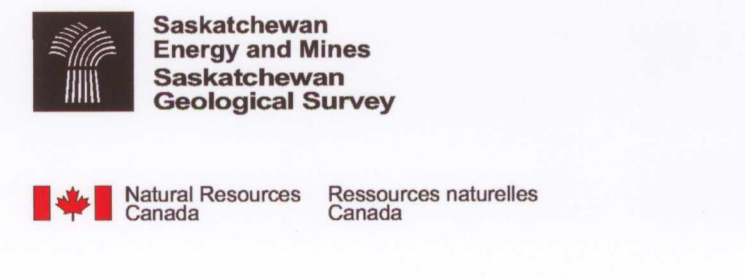 Saskatchewan
Energy and Mines
Saskatchewan
Geological Survey
Natural Resources
Canada
Ressources naturelles
Canada